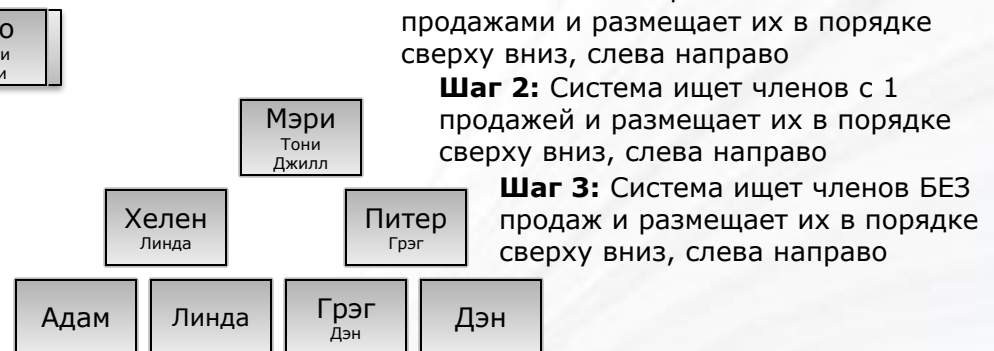 продажами и размещает их в порядке
сверху вниз, слева направо
Шаг 2: Система ищет членов с 1
продажей и размещает их в порядке
сверху вниз, слева направо
Шаг 3: Система ищет членов БЕЗ
продаж и размещает их в порядке
сверху вниз, слева направо
Мэри
Тони
Джилл
Хелен
Линда
Питер
Грэг
Адам
Линда
Грэг
Дэн
Дэн